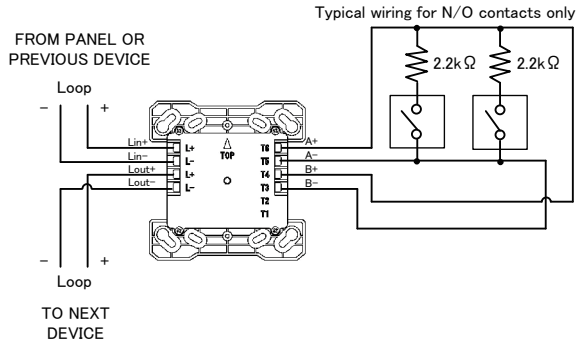 Typical wiring for N/O contacts only
FROM PANEL OR
PREVIOUS DEVICE
Loop
− +
2.2kΩ 2.2kΩ
Lin+ L+ TOP T6 A+
Lin− L− T5 A−
Lout+ L+ T4 B+
Lout− L− T3 B−
T2
T1
− +
Loop
TO NEXT
DEVICE